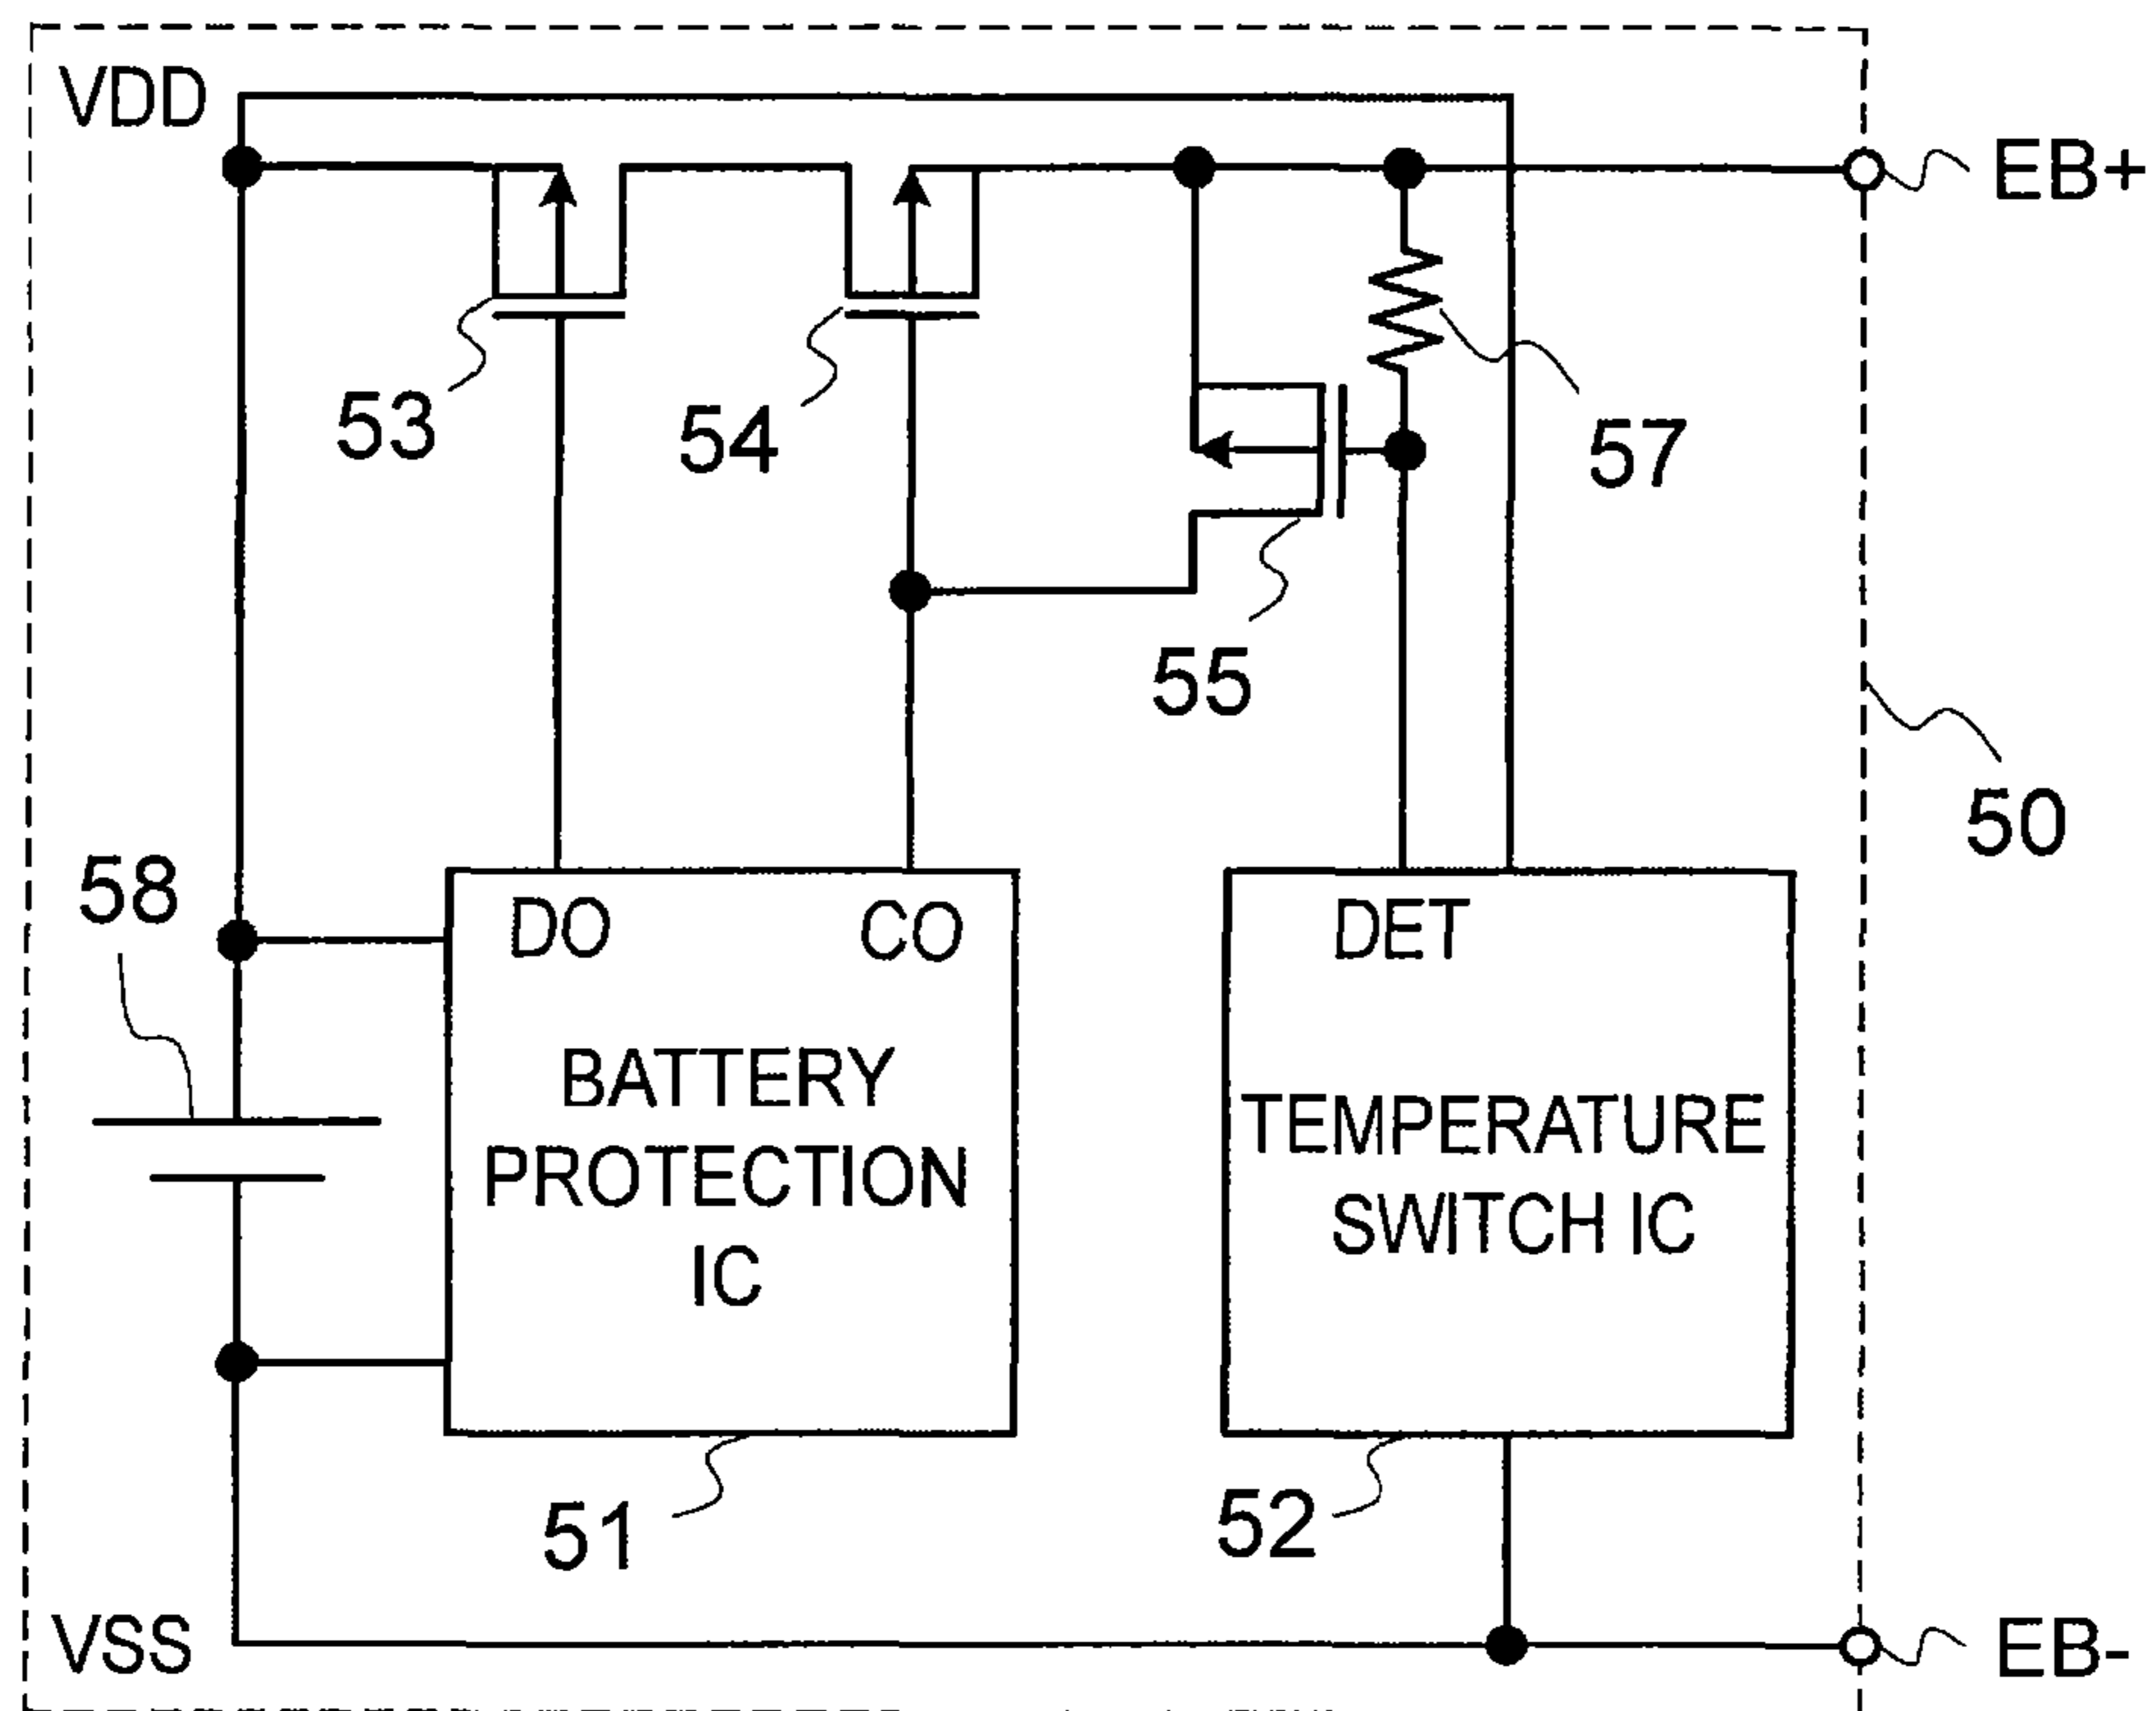 VDD
EB+
53
54
57
55
50
58
DO
CO
DET
BATTERY
PROTECTION
IC
TEMPERATURE
SWITCH IC
51
52
VSS
EB-